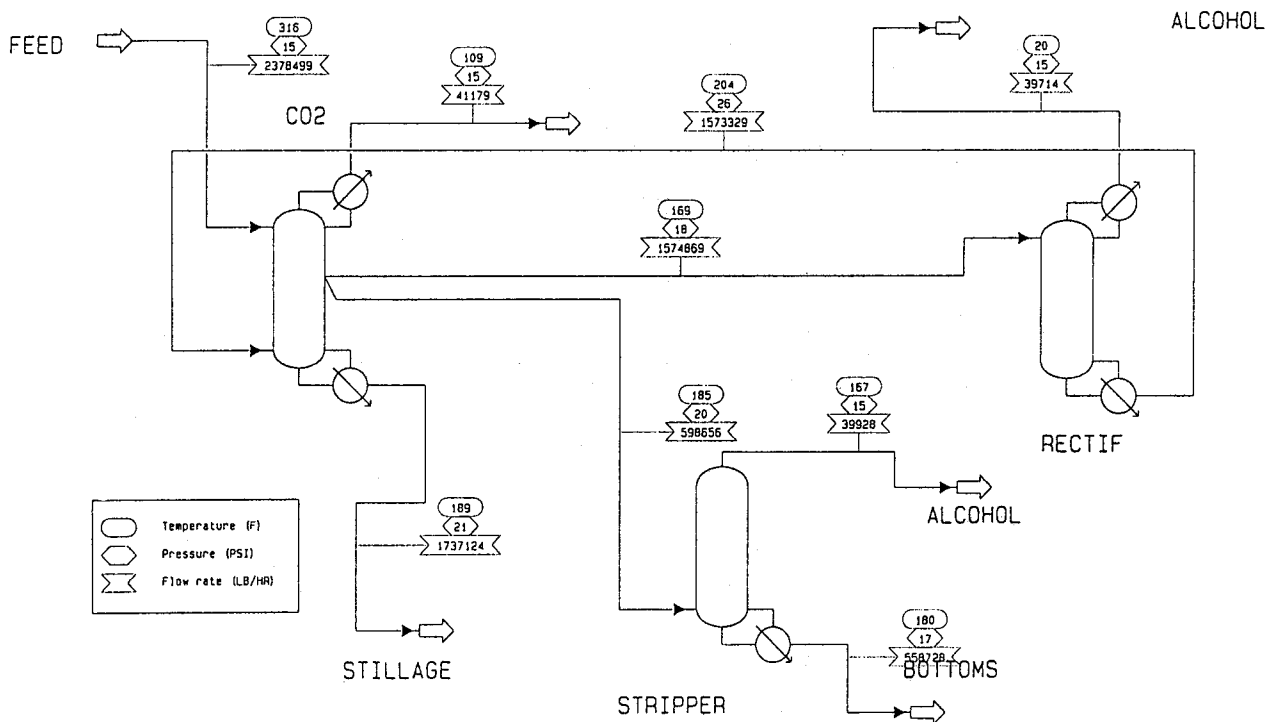 FEED
316
15
2378499
ALCOHOL
20
15
39714
109
15
41179
204
26
1573329
CO2
169
18
1574869
RECTIF
185
20
598656
167
15
39928
ALCOHOL
Temperature (F)
Pressure (PSI)
Flow rate (LB/HR)
189
21
1737124
STILLAGE
180
17
558728
BOTTOMS
STRIPPER